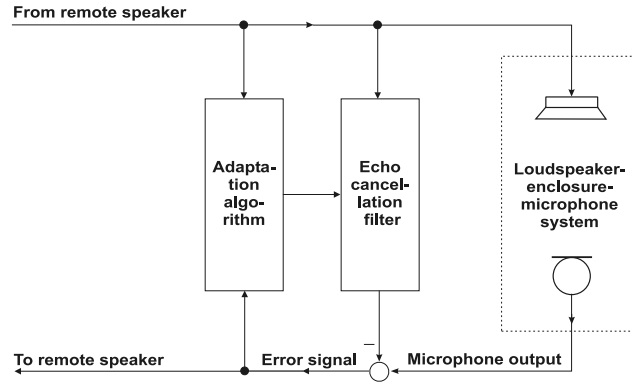 From remote speaker
Adapta-
tion
algo-
rithm
Echo
cancel-
lation
filter
Loudspeaker-
enclosure-
microphone
system
–
To remote speaker
Error signal
Microphone output